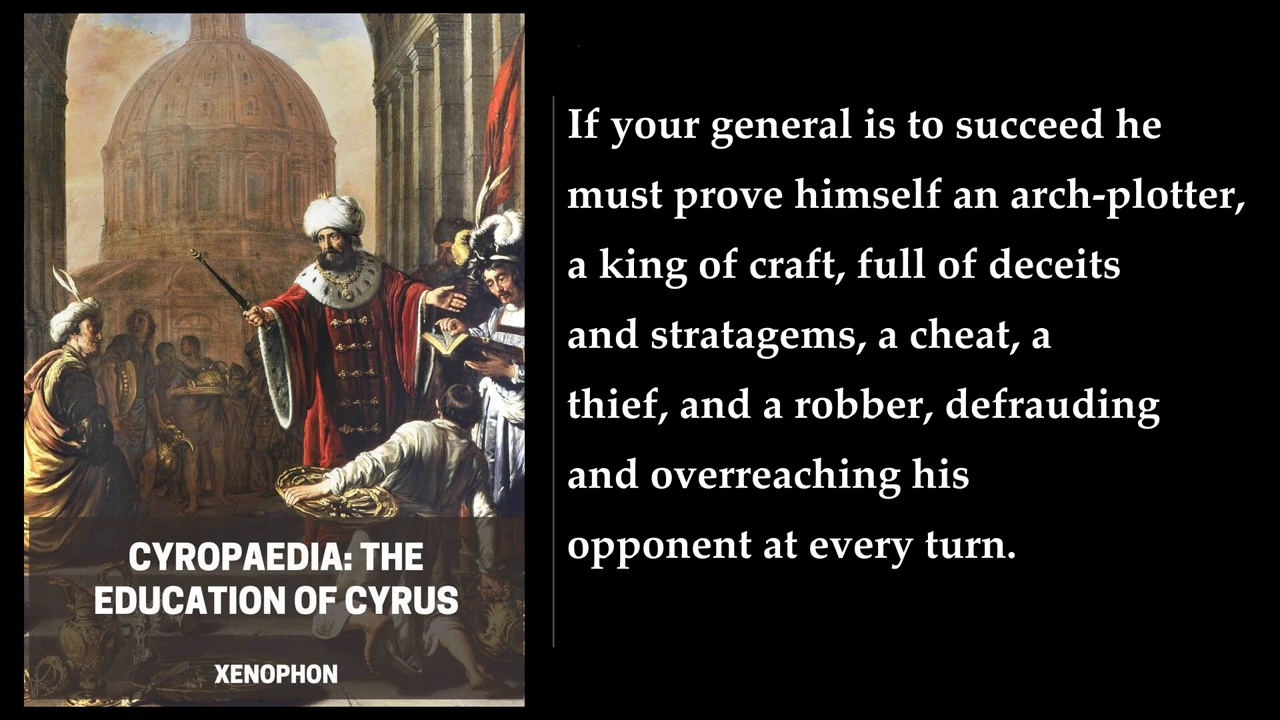 CYROPAEDIA: THE
EDUCATION OF CYRUS
XENOPHON
If your general is to succeed he
must prove himself an arch-plotter,
a king of craft, full of deceits
and stratagems, a cheat, a
thief, and a robber, defrauding
and overreaching his
opponent at every turn.